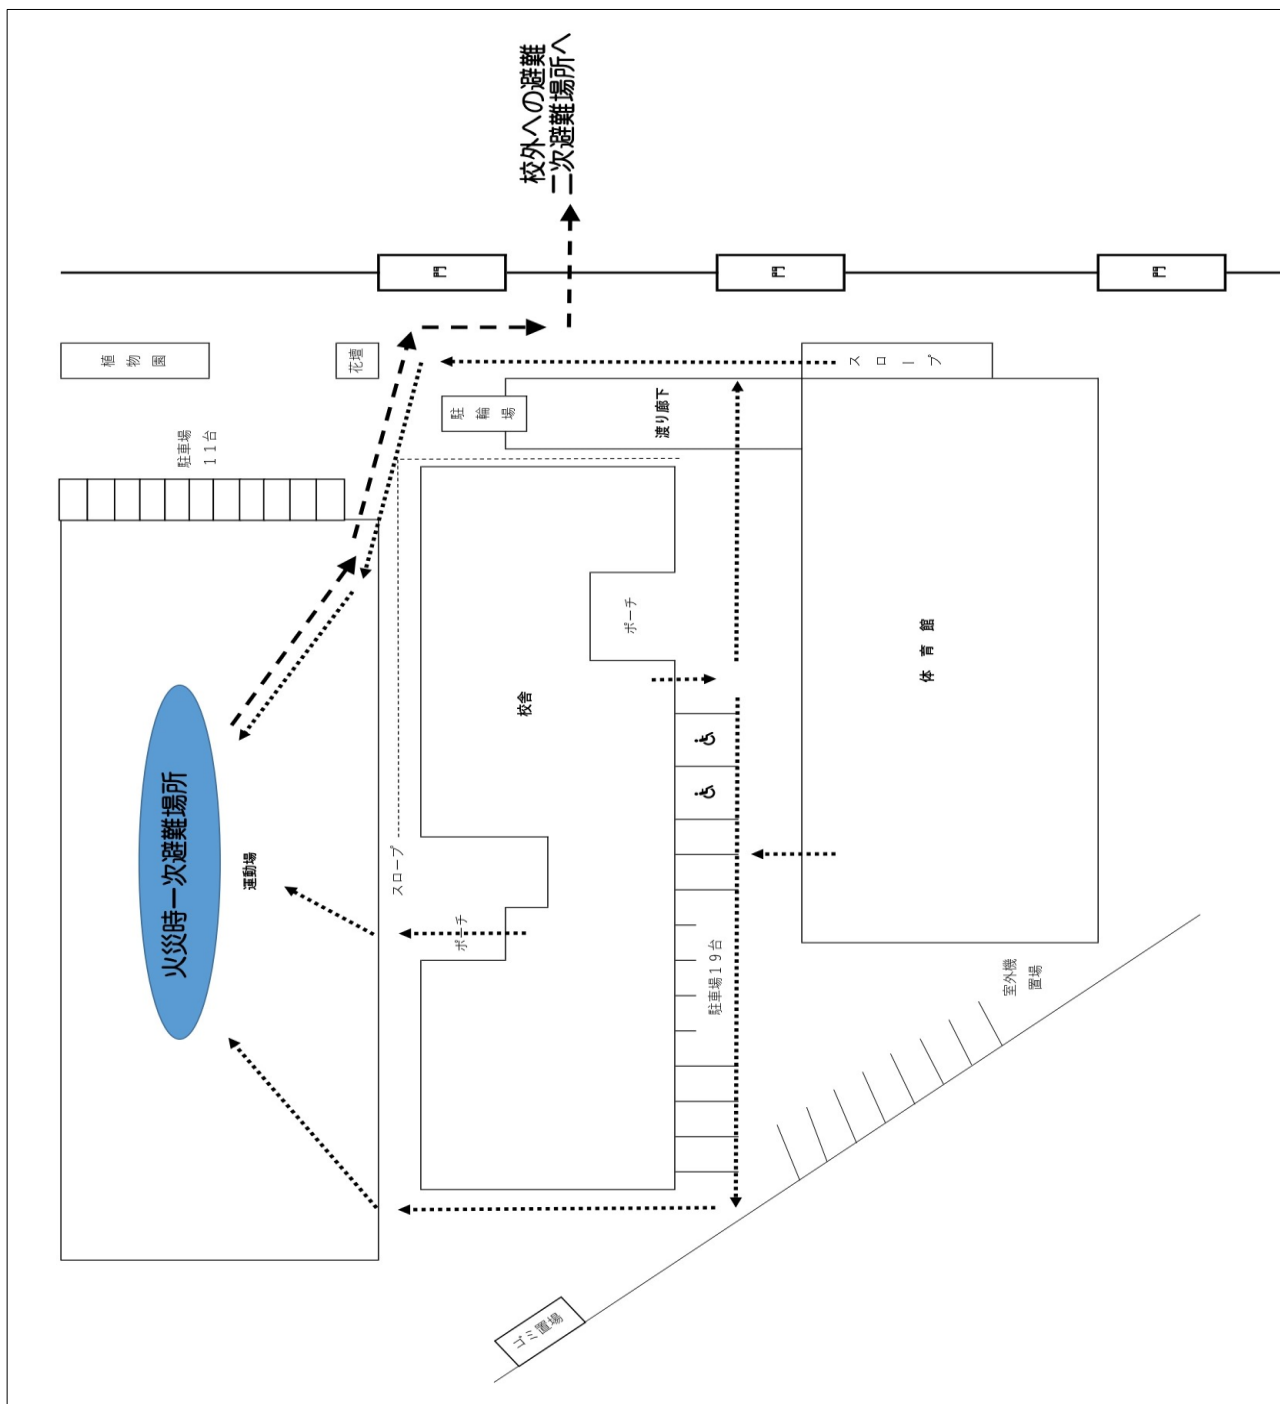 校外への避難
二次避難場所へ
門
門
門
植物園
花壇
スロープ
駐輪場
渡り廊下
駐車場
１１台
ポーチ
体育館
校舎
火災時一次避難場所
運動場
スロープ
ポーチ
駐車場１９台
室外機
置場
ゴミ置場